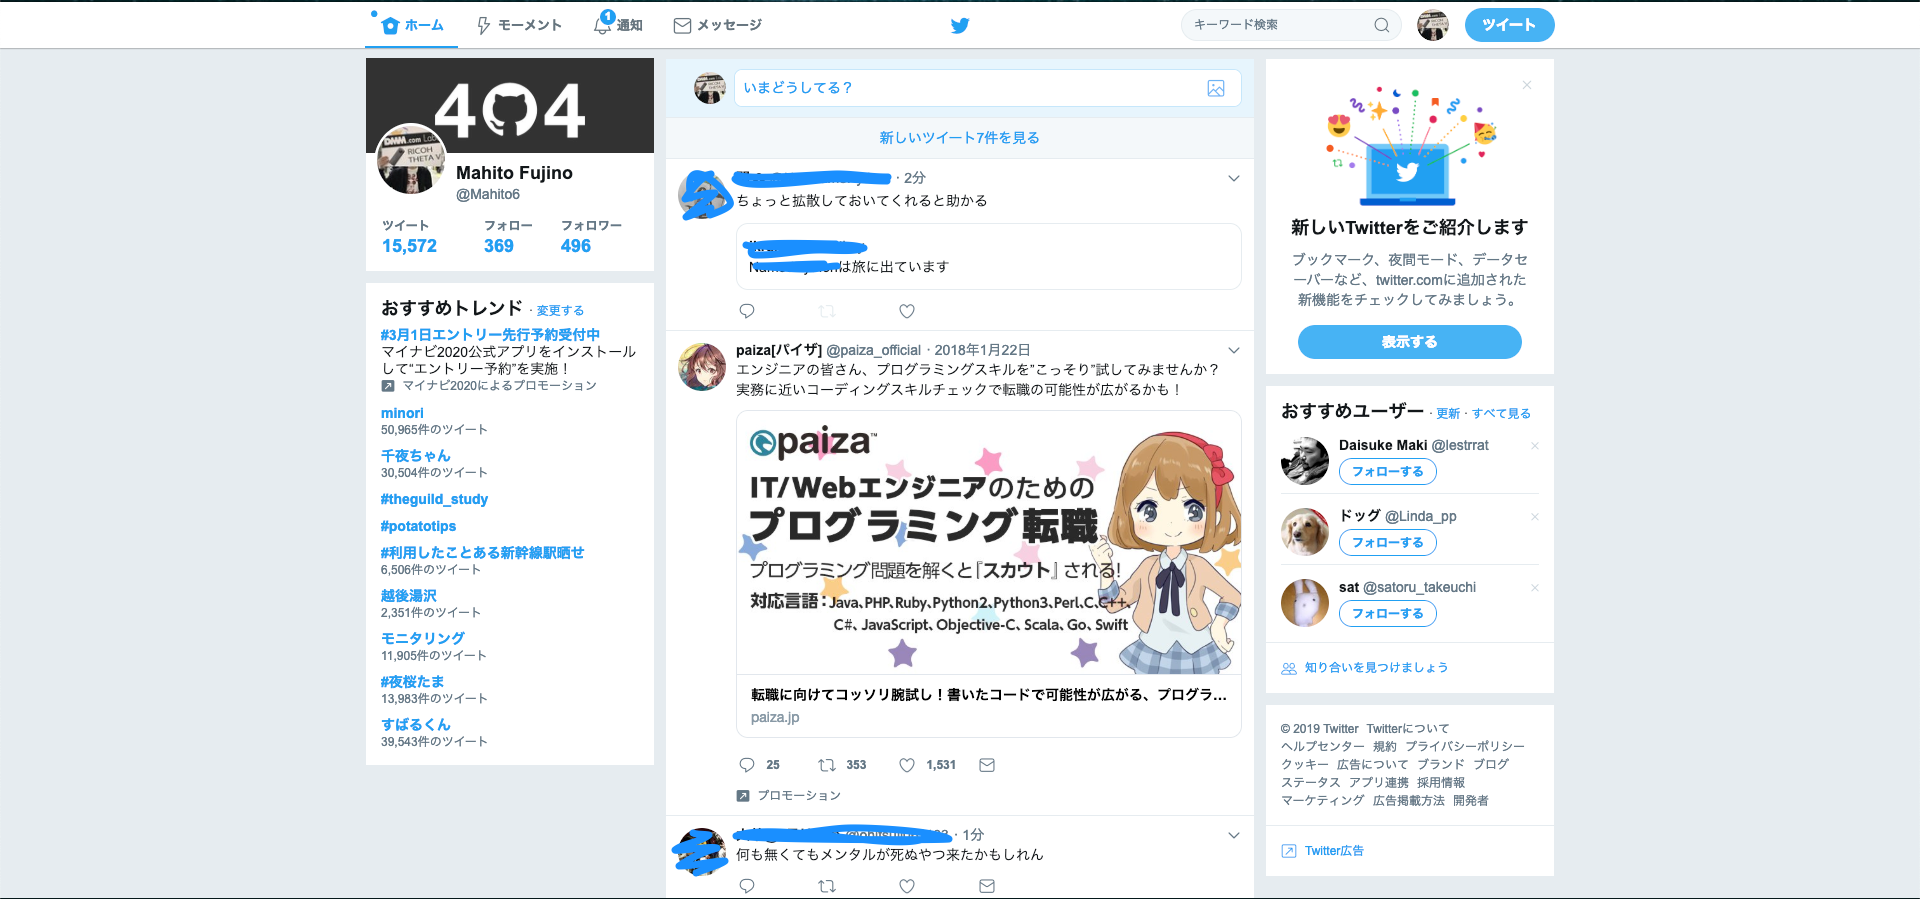 ホーム
モーメント
1
通知
メッセージ
キーワード検索
ツイート
404
DMM.com
RICOH
THETA V
Mahito Fujino
@Mahito6
ツイート フォロー フォロワー
15,572 369 496
おすすめトレンド · 変更する
#3月1日エントリー先行予約受付中
マイナビ2020公式アプリをインストール
して"エントリー予約"を実施！
マイナビ2020によるプロモーション
minori
50,965件のツイート
千夜ちゃん
30,504件のツイート
#theguild_study
#potatotips
#利用したことある新幹線駅晒せ
6,506件のツイート
越後湯沢
2,351件のツイート
モニタリング
11,905件のツイート
#夜桜たま
13,983件のツイート
すばるくん
39,543件のツイート
いまどうしてる？
新しいツイート7件を見る
· 2分
ちょっと拡散しておいてくれると助かる
は旅に出ています
paiza[パイザ] @paiza_official · 2018年1月22日
エンジニアの皆さん、プログラミングスキルを"こっそり"試してみませんか？
実務に近いコーディングスキルチェックで転職の可能性が広がるかも！
paiza™
IT/Webエンジニアのための
プログラミング転職
プログラミング問題を解くと『スカウト』される!
対応言語：Java、PHP、Ruby、Python2、Python3、Perl、C、C++、
C#、JavaScript、Objective-C、Scala、Go、Swift
転職に向けてコッソリ腕試し！書いたコードで可能性が広がる、プログラ...
paiza.jp
25 353 1,531
プロモーション
· 1分
何も無くてもメンタルが死ぬやつ来たかもしれん
新しいTwitterをご紹介します
ブックマーク、夜間モード、データセ
ーバーなど、twitter.comに追加された
新機能をチェックしてみましょう。
表示する
おすすめユーザー · 更新 · すべて見る
Daisuke Maki @lestrrat
フォローする
ドッグ @Linda_pp
フォローする
sat @satoru_takeuchi
フォローする
知り合いを見つけましょう
© 2019 Twitter Twitterについて
ヘルプセンター 規約 プライバシーポリシー
クッキー 広告について ブランド ブログ
ステータス アプリ連携 採用情報
マーケティング 広告掲載方法 開発者
Twitter広告